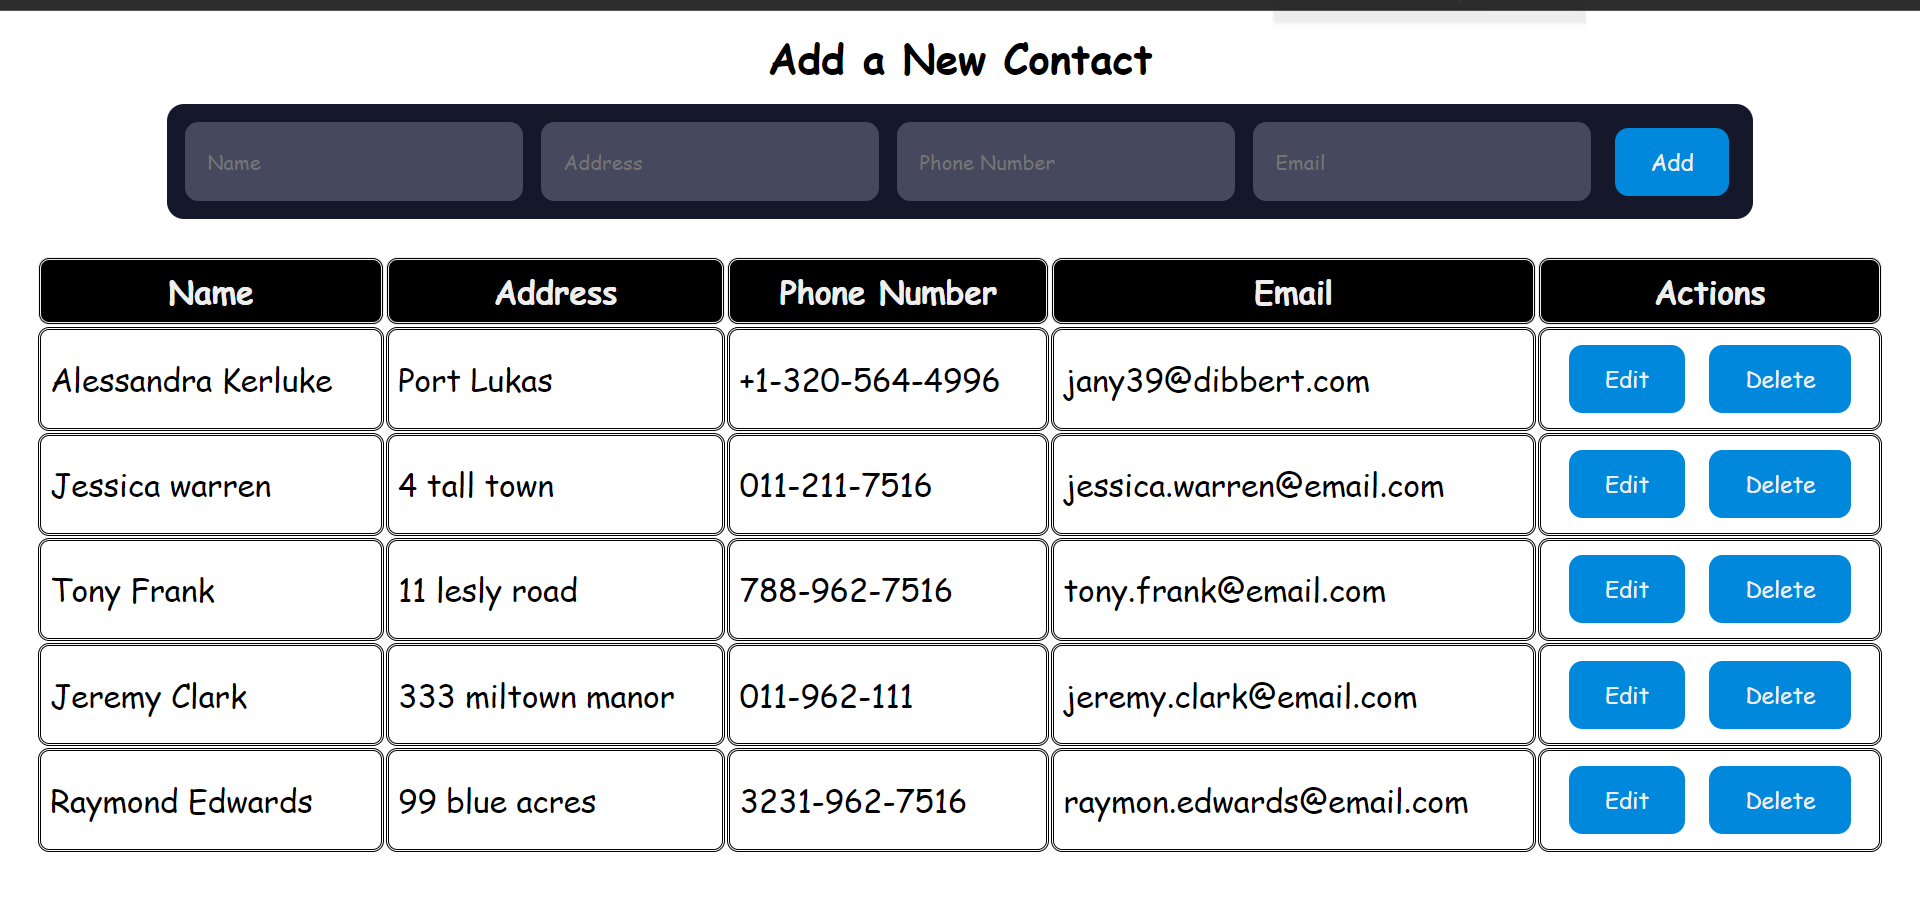 Add a New Contact
Name Address Phone Number Email Add
Name Address Phone Number Email Actions
Alessandra Kerluke Port Lukas +1-320-564-4996 jany39@dibbert.com Edit Delete
Jessica warren 4 tall town 011-211-7516 jessica.warren@email.com Edit Delete
Tony Frank 11 lesly road 788-962-7516 tony.frank@email.com Edit Delete
Jeremy Clark 333 miltown manor 011-962-111 jeremy.clark@email.com Edit Delete
Raymond Edwards 99 blue acres 3231-962-7516 raymon.edwards@email.com Edit Delete